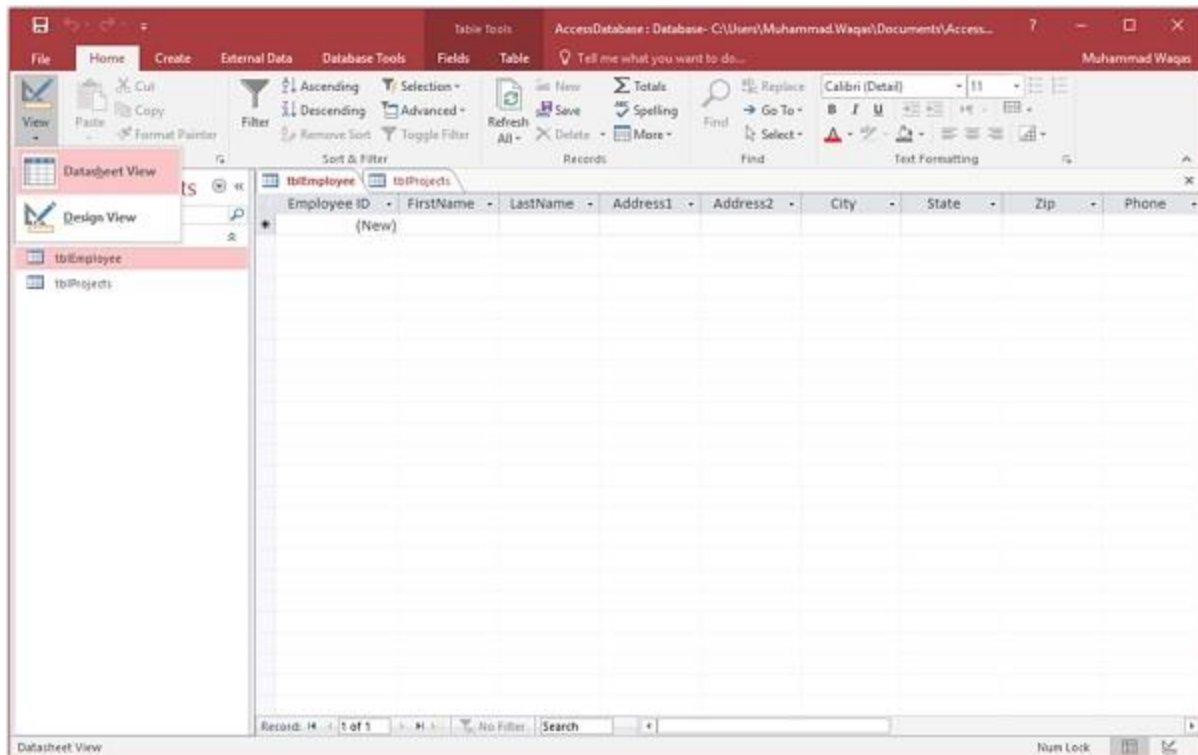 Table Tools
AccessDatabase : Database- C:\Users\Muhammad.Waqas\Documents\Access...
?
File Home Create External Data Database Tools Fields Table Tell me what you want to do... Muhammad Waqas
View
Paste
Cut
Copy
Format Painter
Filter
Ascending
Descending
Remove Sort
Selection
Advanced
Toggle Filter
Sort & Filter
Refresh All
New
Save
Delete
Totals
Spelling
More
Records
Find
Replace
Go To
Select
Find
Calibri (Detail) 11
B I U
A
Text Formatting
Datasheet View
Design View
ts
tblEmployee
tblProjects
tblEmployee tblProjects
Employee ID FirstName LastName Address1 Address2 City State Zip Phone
(New)
Record: 1 of 1 No Filter Search
Datasheet View Num Lock